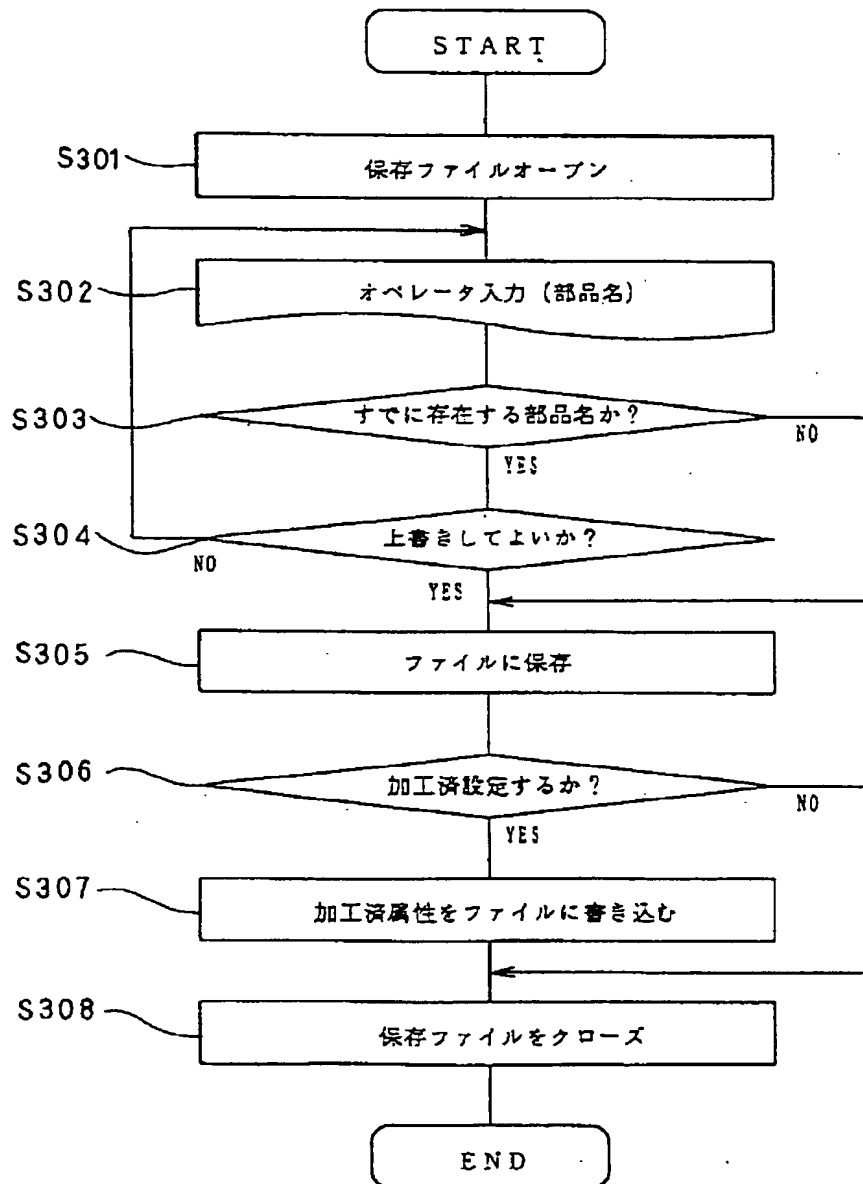 START
S301
保存ファイルオープン
S302
オペレータ入力（部品名）
S303
すでに存在する部品名か？
NO
YES
S304
上書きしてよいか？
NO
YES
S305
ファイルに保存
S306
加工済設定するか？
NO
YES
S307
加工済属性をファイルに書き込む
S308
保存ファイルをクローズ
END